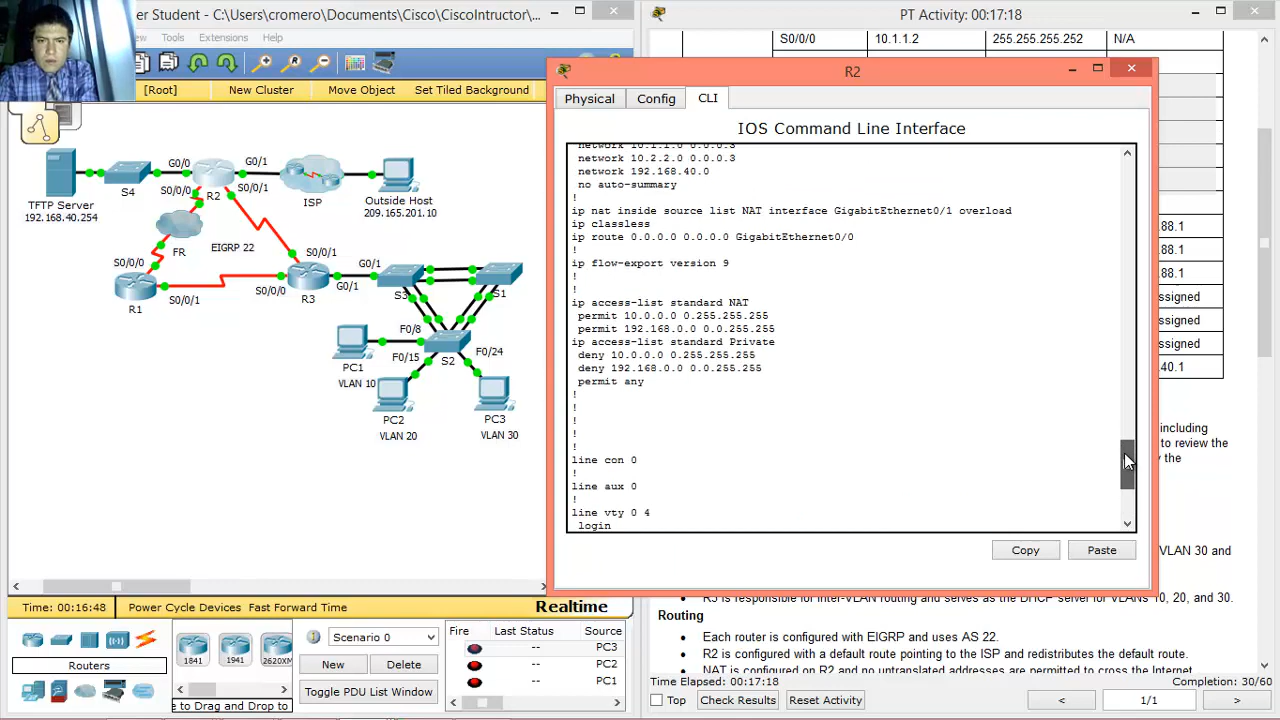 er Student - C:\Users\cromero\Documents\Cisco\CiscoIntructor\...
Tools Extensions Help
[Root] New Cluster Move Object Set Tiled Background
G0/0 G0/1
S4
R2
S0/0/0 S0/0/1
ISP
TFTP Server
192.168.40.254
Outside Host
209.165.201.10
FR
EIGRP 22
S0/0/1
S0/0/0
G0/1
R1
S0/0/1
S0/0/0
R3
G0/1
S3
S1
F0/8
PC1
VLAN 10
F0/15
S2
F0/24
PC2
VLAN 20
PC3
VLAN 30
Time: 00:16:48 Power Cycle Devices Fast Forward Time Realtime
Routers
1841 1941 2620XM
e to Drag and Drop to
Scenario 0
New Delete
Toggle PDU List Window
Fire Last Status Source
-- PC3
-- PC2
-- PC1
PT Activity: 00:17:18
S0/0/0 10.1.1.2 255.255.255.252 N/A
R2
Physical Config CLI
IOS Command Line Interface
network 10.1.1.0 0.0.0.3
network 10.2.2.0 0.0.0.3
network 192.168.40.0
no auto-summary
!
ip nat inside source list NAT interface GigabitEthernet0/1 overload
ip classless
ip route 0.0.0.0 0.0.0.0 GigabitEthernet0/0
!
ip flow-export version 9
!
!
ip access-list standard NAT
permit 10.0.0.0 0.255.255.255
permit 192.168.0.0 0.0.255.255
ip access-list standard Private
deny 10.0.0.0 0.255.255.255
deny 192.168.0.0 0.0.255.255
permit any
!
!
!
!
!
line con 0
!
line aux 0
!
line vty 0 4
login
Copy Paste
88.1
88.1
88.1
ssigned
ssigned
ssigned
40.1
including
to review the
y the
VLAN 30 and
R3 is responsible for inter-VLAN routing and serves as the DHCP server for VLANs 10, 20, and 30.
Routing
• Each router is configured with EIGRP and uses AS 22.
• R2 is configured with a default route pointing to the ISP and redistributes the default route.
• NAT is configured on R2 and no untranslated addresses are permitted to cross the Internet.
Time Elapsed: 00:17:18 Completion: 30/60
Top Check Results Reset Activity < 1/1 >